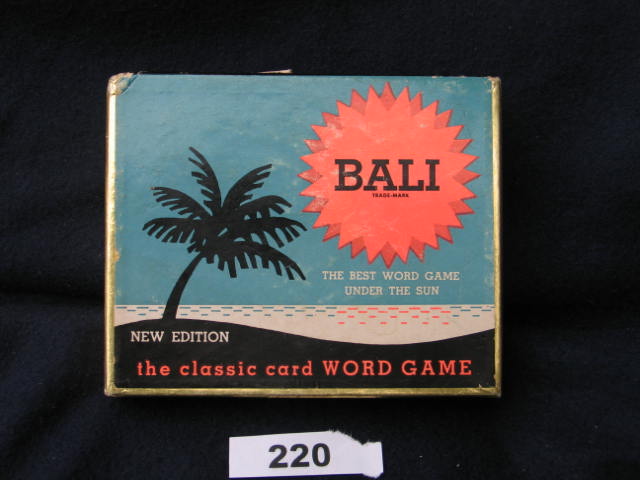 BALI
TRADE-MARK
THE BEST WORD GAME
UNDER THE SUN
NEW EDITION
the classic card WORD GAME
220